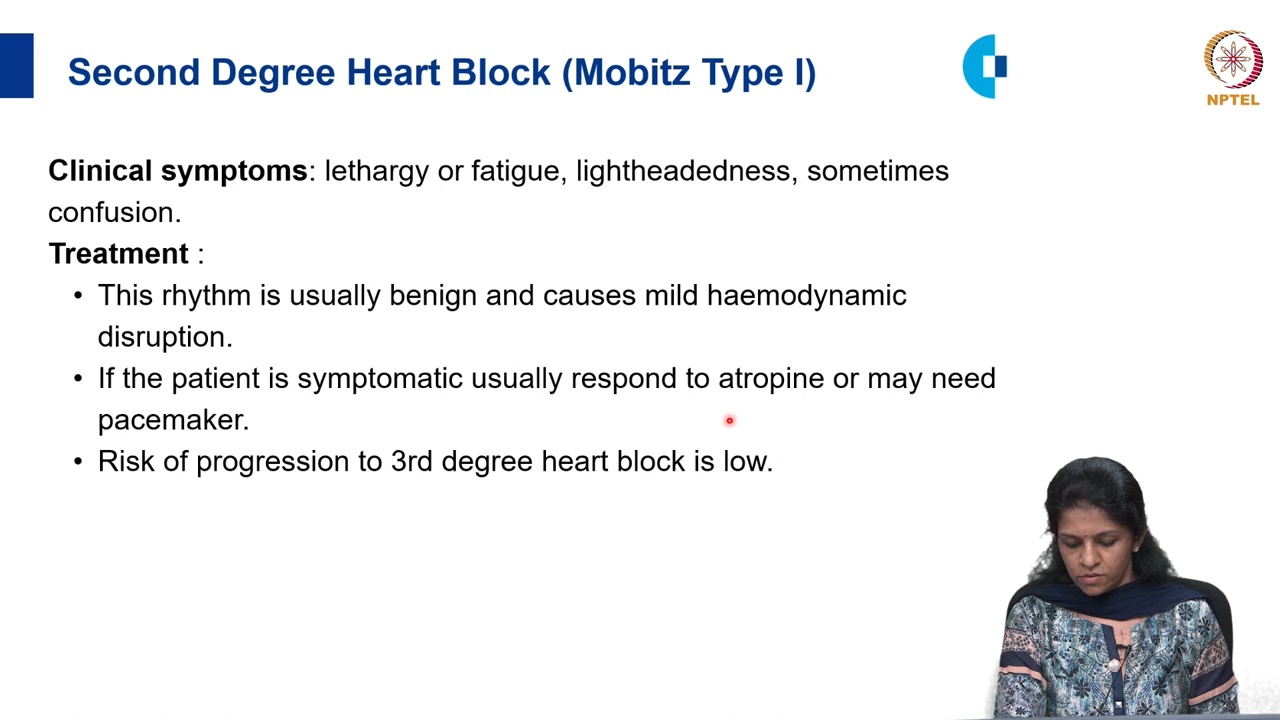 Second Degree Heart Block (Mobitz Type I)
NPTEL
Clinical symptoms: lethargy or fatigue, lightheadedness, sometimes
confusion.
Treatment :
• This rhythm is usually benign and causes mild haemodynamic
disruption.
• If the patient is symptomatic usually respond to atropine or may need
pacemaker.
• Risk of progression to 3rd degree heart block is low.